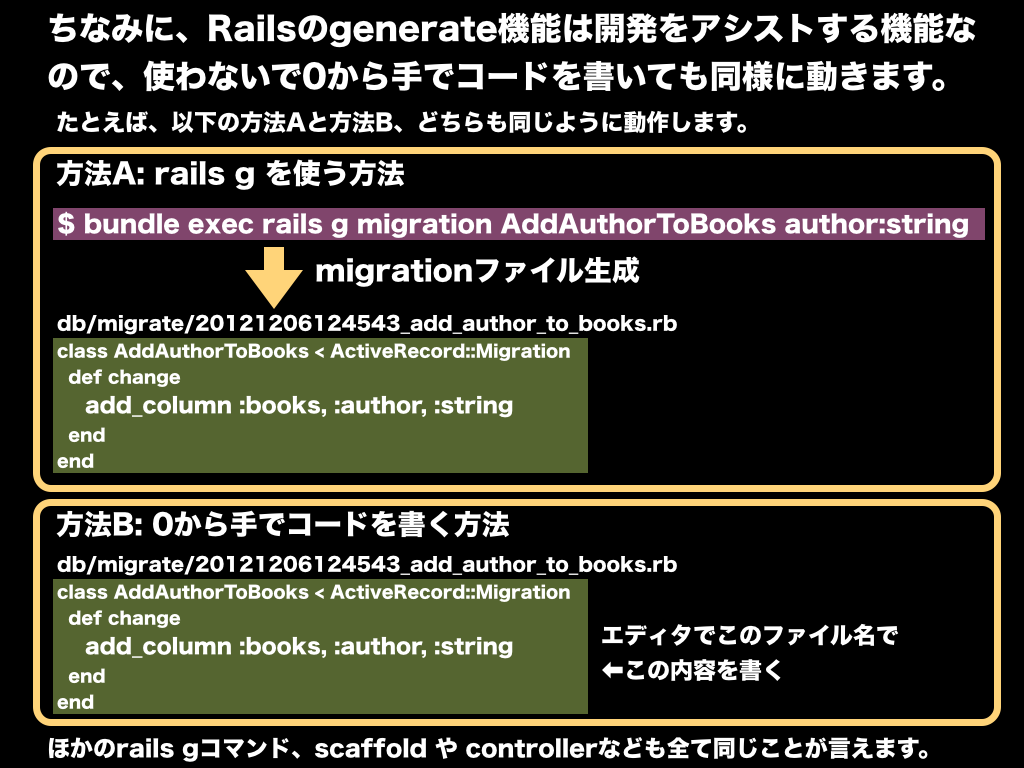 ちなみに、Railsのgenerate機能は開発をアシストする機能な
ので、使わないで0から手でコードを書いても同様に動きます。
たとえば、以下の方法Aと方法B、どちらも同じように動作します。
方法A: rails g を使う方法
$ bundle exec rails g migration AddAuthorToBooks author:string
migrationファイル生成
db/migrate/20121206124543_add_author_to_books.rb
class AddAuthorToBooks < ActiveRecord::Migration
def change
add_column :books, :author, :string
end
end
方法B: 0から手でコードを書く方法
db/migrate/20121206124543_add_author_to_books.rb
class AddAuthorToBooks < ActiveRecord::Migration
def change
add_column :books, :author, :string
end
end
エディタでこのファイル名で
←この内容を書く
ほかのrails gコマンド、scaffold や controllerなども全て同じことが言えます。